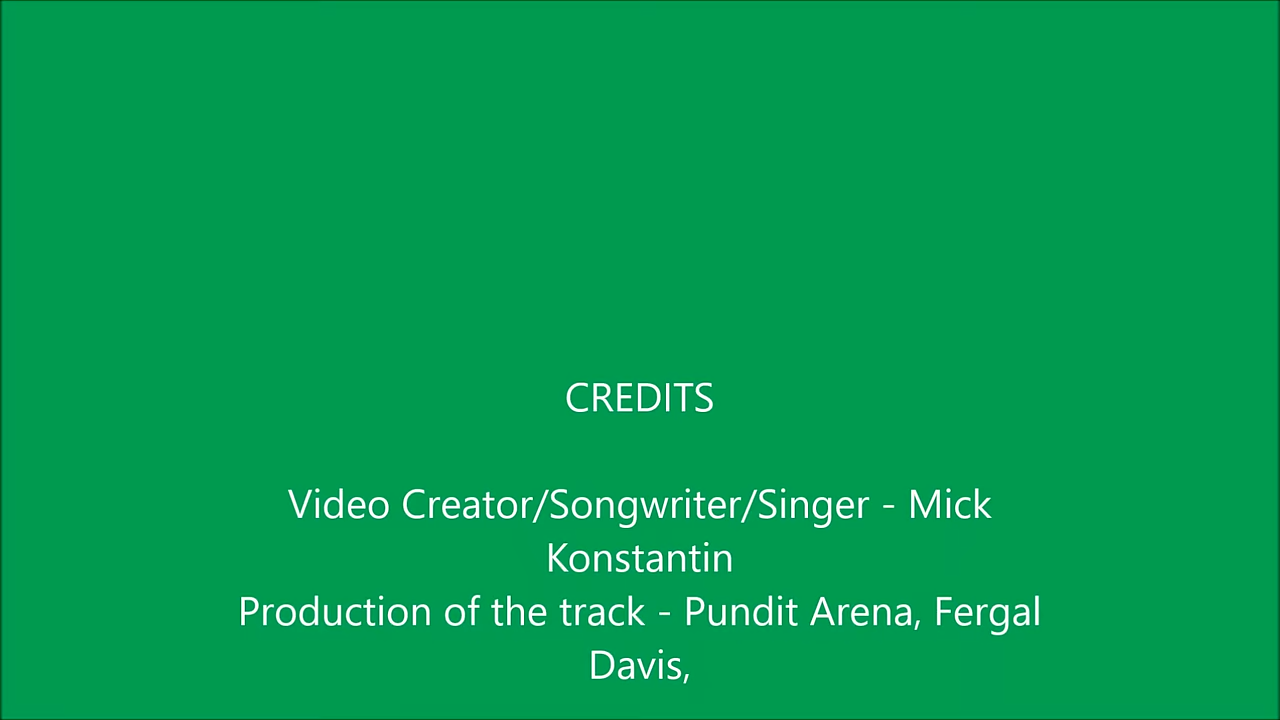 CREDITS
Video Creator/Songwriter/Singer - Mick
Konstantin
Production of the track - Pundit Arena, Fergal
Davis,